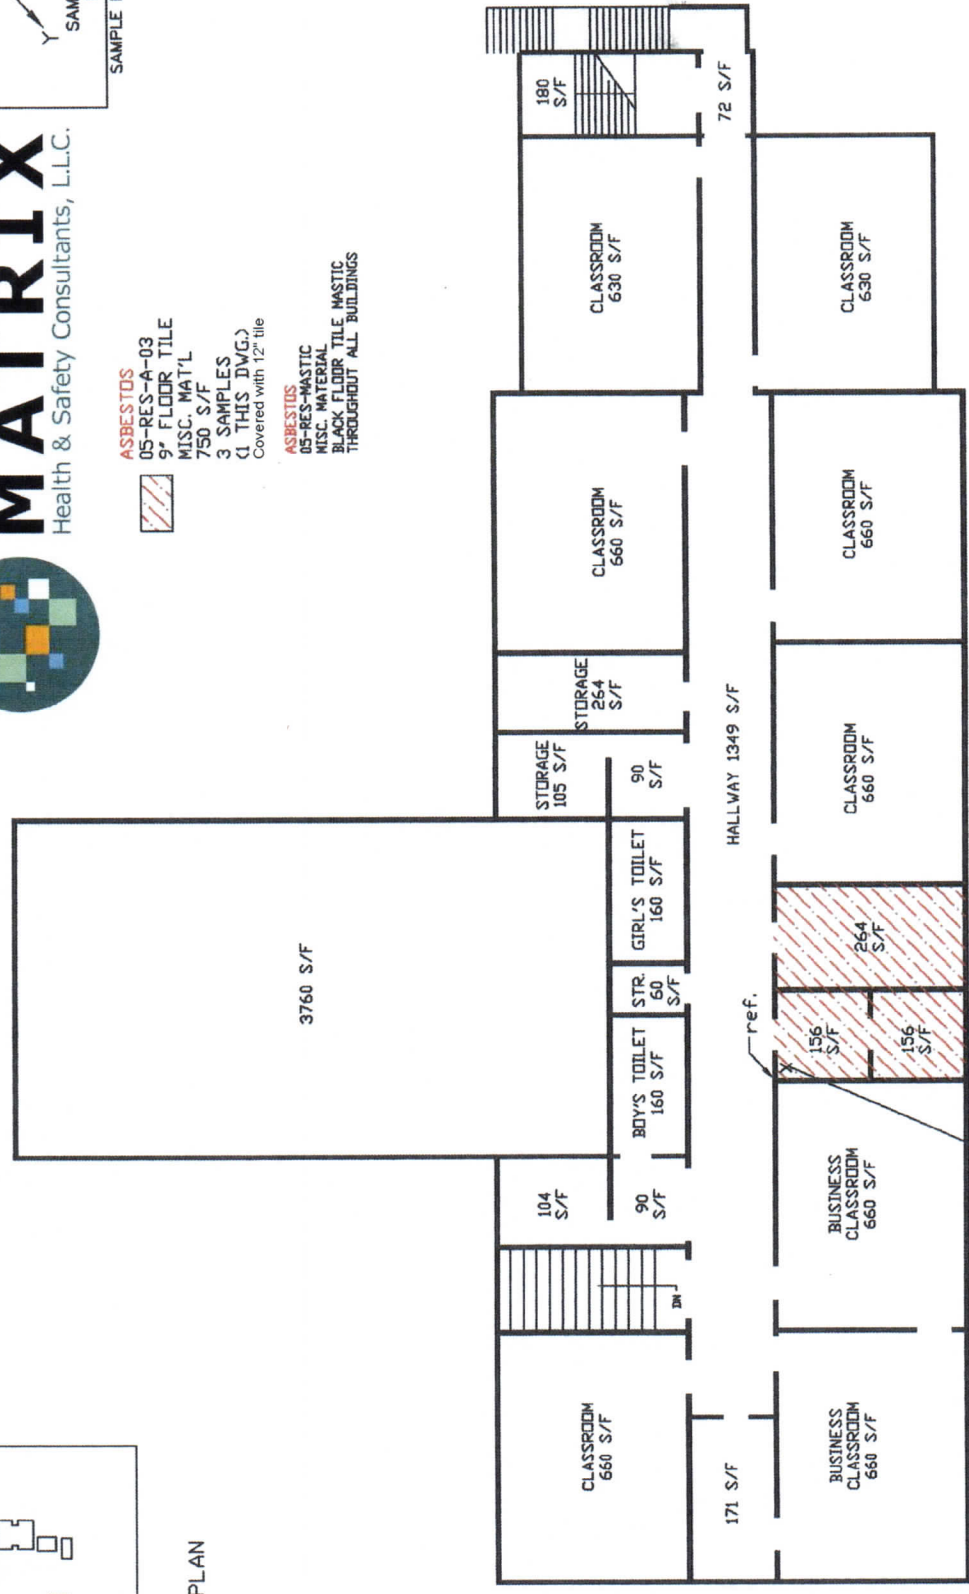 Y
SAM
SAMPLE
MATRIX
Health & Safety Consultants, L.L.C.
ASBESTOS
05-RES-A-03
9" FLOOR TILE
MISC. MAT'L
750 S/F
3 SAMPLES
(1 THIS DWG.)
Covered with 12" tile
ASBESTOS
05-RES-MASTIC
MISC. MATERIAL
BLACK FLOOR TILE MASTIC
THROUGHOUT ALL BUILDINGS
PLAN
3760 S/F
CLASSROOM
660 S/F
DN
104
S/F
90
S/F
BOY'S TOILET
160 S/F
STR.
60
S/F
GIRL'S TOILET
160 S/F
STORAGE
105 S/F
90
S/F
STORAGE
264
S/F
CLASSROOM
660 S/F
CLASSROOM
630 S/F
180
S/F
72 S/F
171 S/F
ref.
HALLWAY 1349 S/F
BUSINESS
CLASSROOM
660 S/F
BUSINESS
CLASSROOM
660 S/F
X
156
S/F
156
S/F
264
S/F
CLASSROOM
660 S/F
CLASSROOM
660 S/F
CLASSROOM
630 S/F